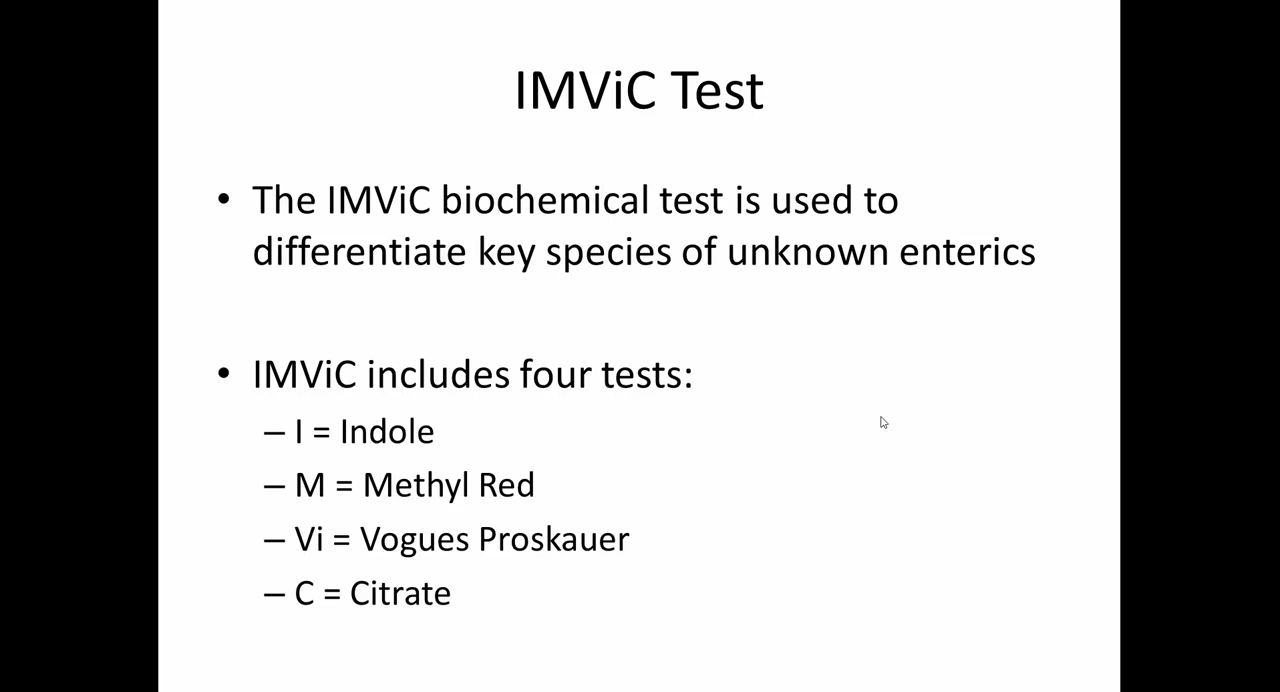 IMViC Test
• The IMViC biochemical test is used to
differentiate key species of unknown enterics
• IMViC includes four tests:
– I = Indole
– M = Methyl Red
– Vi = Vogues Proskauer
– C = Citrate